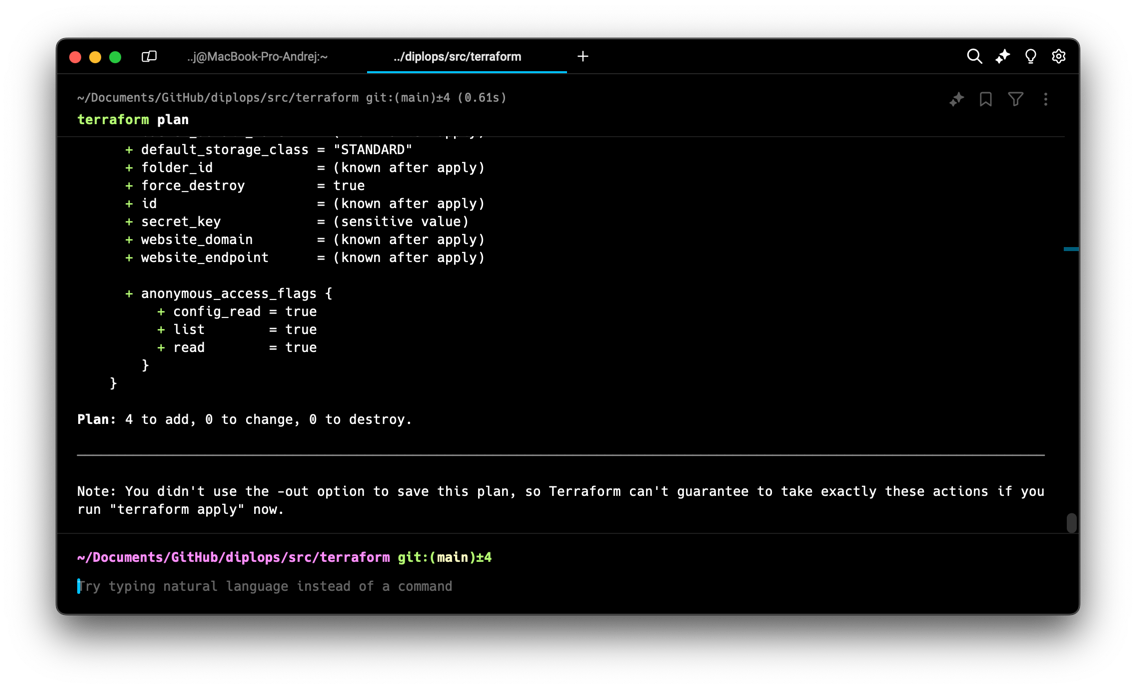 ..j@MacBook-Pro-Andrej:~
../diplops/src/terraform
~/Documents/GitHub/diplops/src/terraform git:(main)±4 (0.61s)
terraform plan
+ default_storage_class = "STANDARD"
+ folder_id             = (known after apply)
+ force_destroy         = true
+ id                    = (known after apply)
+ secret_key            = (sensitive value)
+ website_domain        = (known after apply)
+ website_endpoint      = (known after apply)
+ anonymous_access_flags {
+ config_read = true
+ list        = true
+ read        = true
}
}
Plan: 4 to add, 0 to change, 0 to destroy.
Note: You didn't use the -out option to save this plan, so Terraform can't guarantee to take exactly these actions if you
run "terraform apply" now.
~/Documents/GitHub/diplops/src/terraform git:(main)±4
Try typing natural language instead of a command